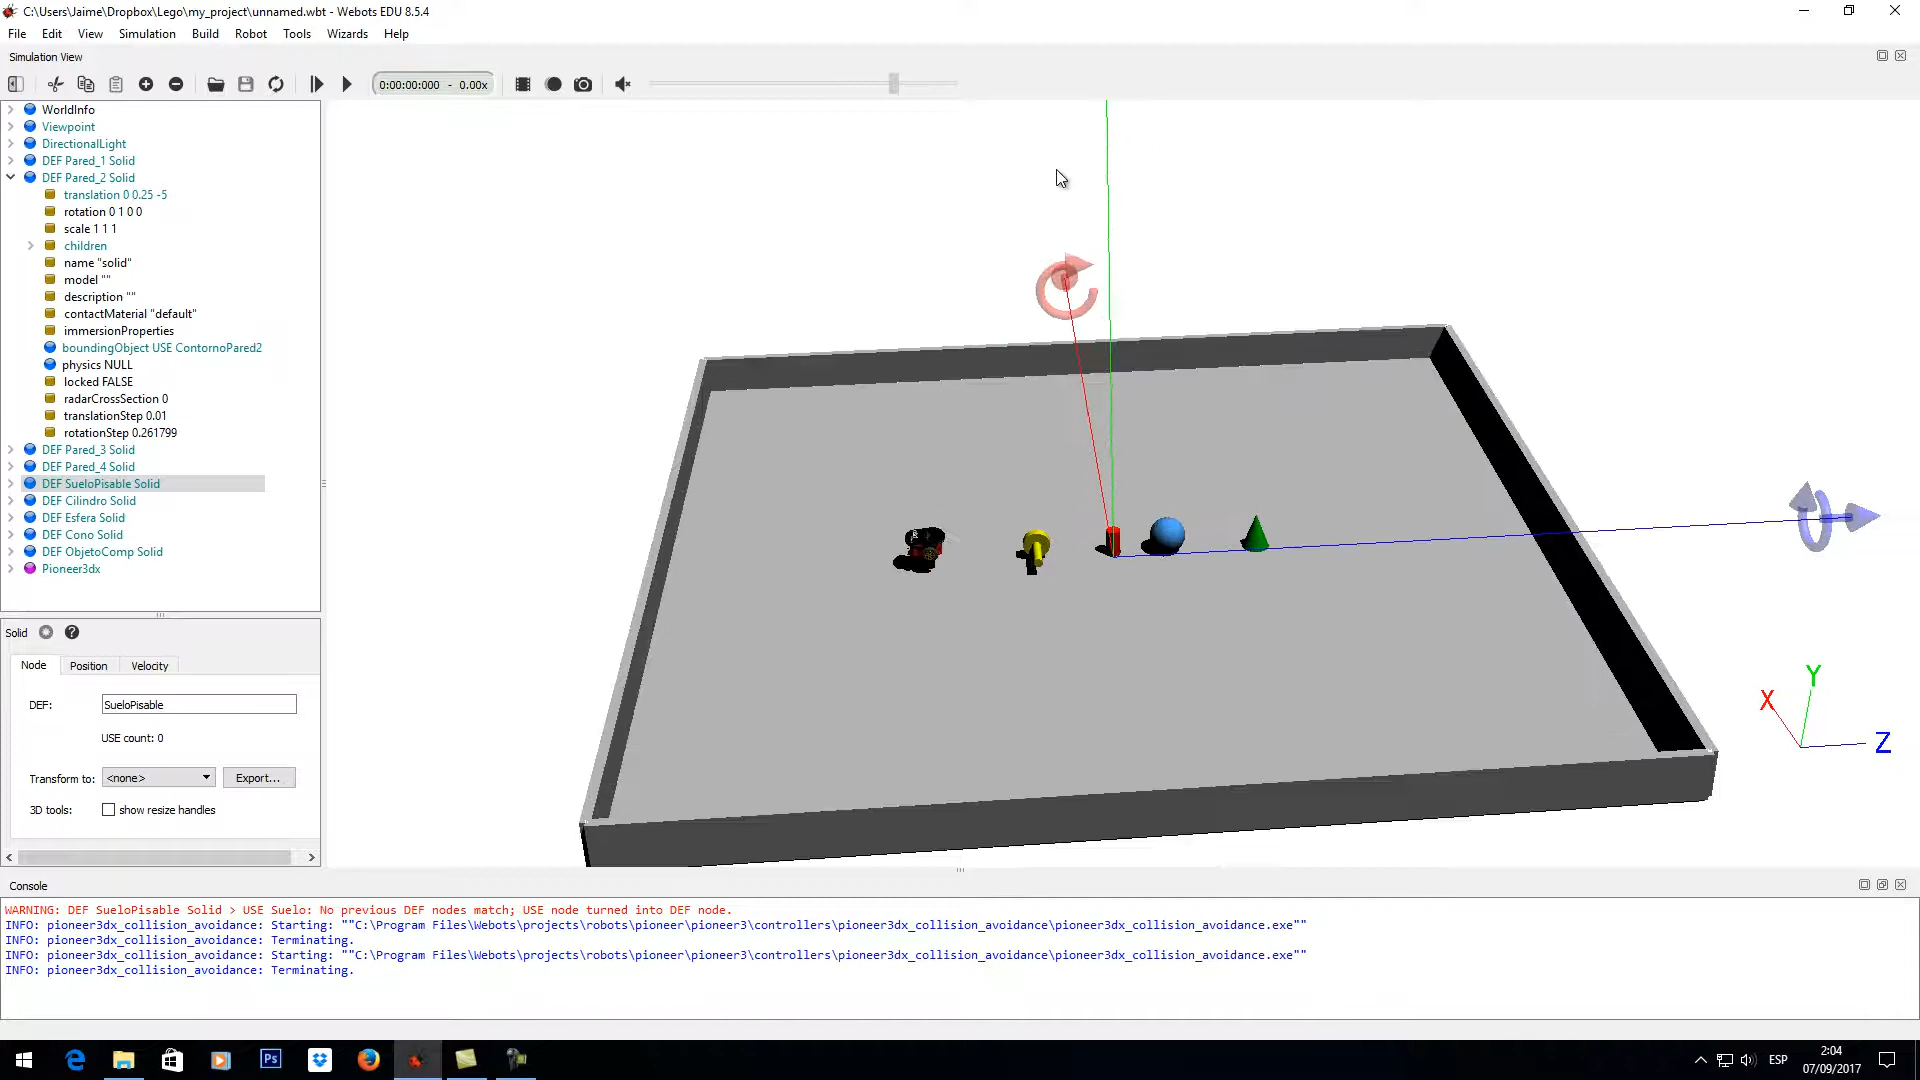 C:\Users\Jaime\Dropbox\Lego\my_project\unnamed.wbt - Webots EDU 8.5.4
File Edit View Simulation Build Robot Tools Wizards Help
Simulation View
0:00:00:000 - 0.00x
WorldInfo
Viewpoint
DirectionalLight
DEF Pared_1 Solid
DEF Pared_2 Solid
translation 0 0.25 -5
rotation 0 1 0 0
scale 1 1 1
children
name "solid"
model ""
description ""
contactMaterial "default"
immersionProperties
boundingObject USE ContornoPared2
physics NULL
locked FALSE
radarCrossSection 0
translationStep 0.01
rotationStep 0.261799
DEF Pared_3 Solid
DEF Pared_4 Solid
DEF SueloPisable Solid
DEF Cilindro Solid
DEF Esfera Solid
DEF Cono Solid
DEF ObjetoComp Solid
Pioneer3dx
Solid
Node Position Velocity
DEF: SueloPisable
USE count: 0
Transform to: <none> Export...
3D tools: show resize handles
X Y Z
Console
WARNING: DEF SueloPisable Solid > USE Suelo: No previous DEF nodes match; USE node turned into DEF node.
INFO: pioneer3dx_collision_avoidance: Starting: ""C:\Program Files\Webots\projects\robots\pioneer\pioneer3\controllers\pioneer3dx_collision_avoidance\pioneer3dx_collision_avoidance.exe""
INFO: pioneer3dx_collision_avoidance: Terminating.
INFO: pioneer3dx_collision_avoidance: Starting: ""C:\Program Files\Webots\projects\robots\pioneer\pioneer3\controllers\pioneer3dx_collision_avoidance\pioneer3dx_collision_avoidance.exe""
INFO: pioneer3dx_collision_avoidance: Terminating.
Ps
ESP
2:04
07/09/2017